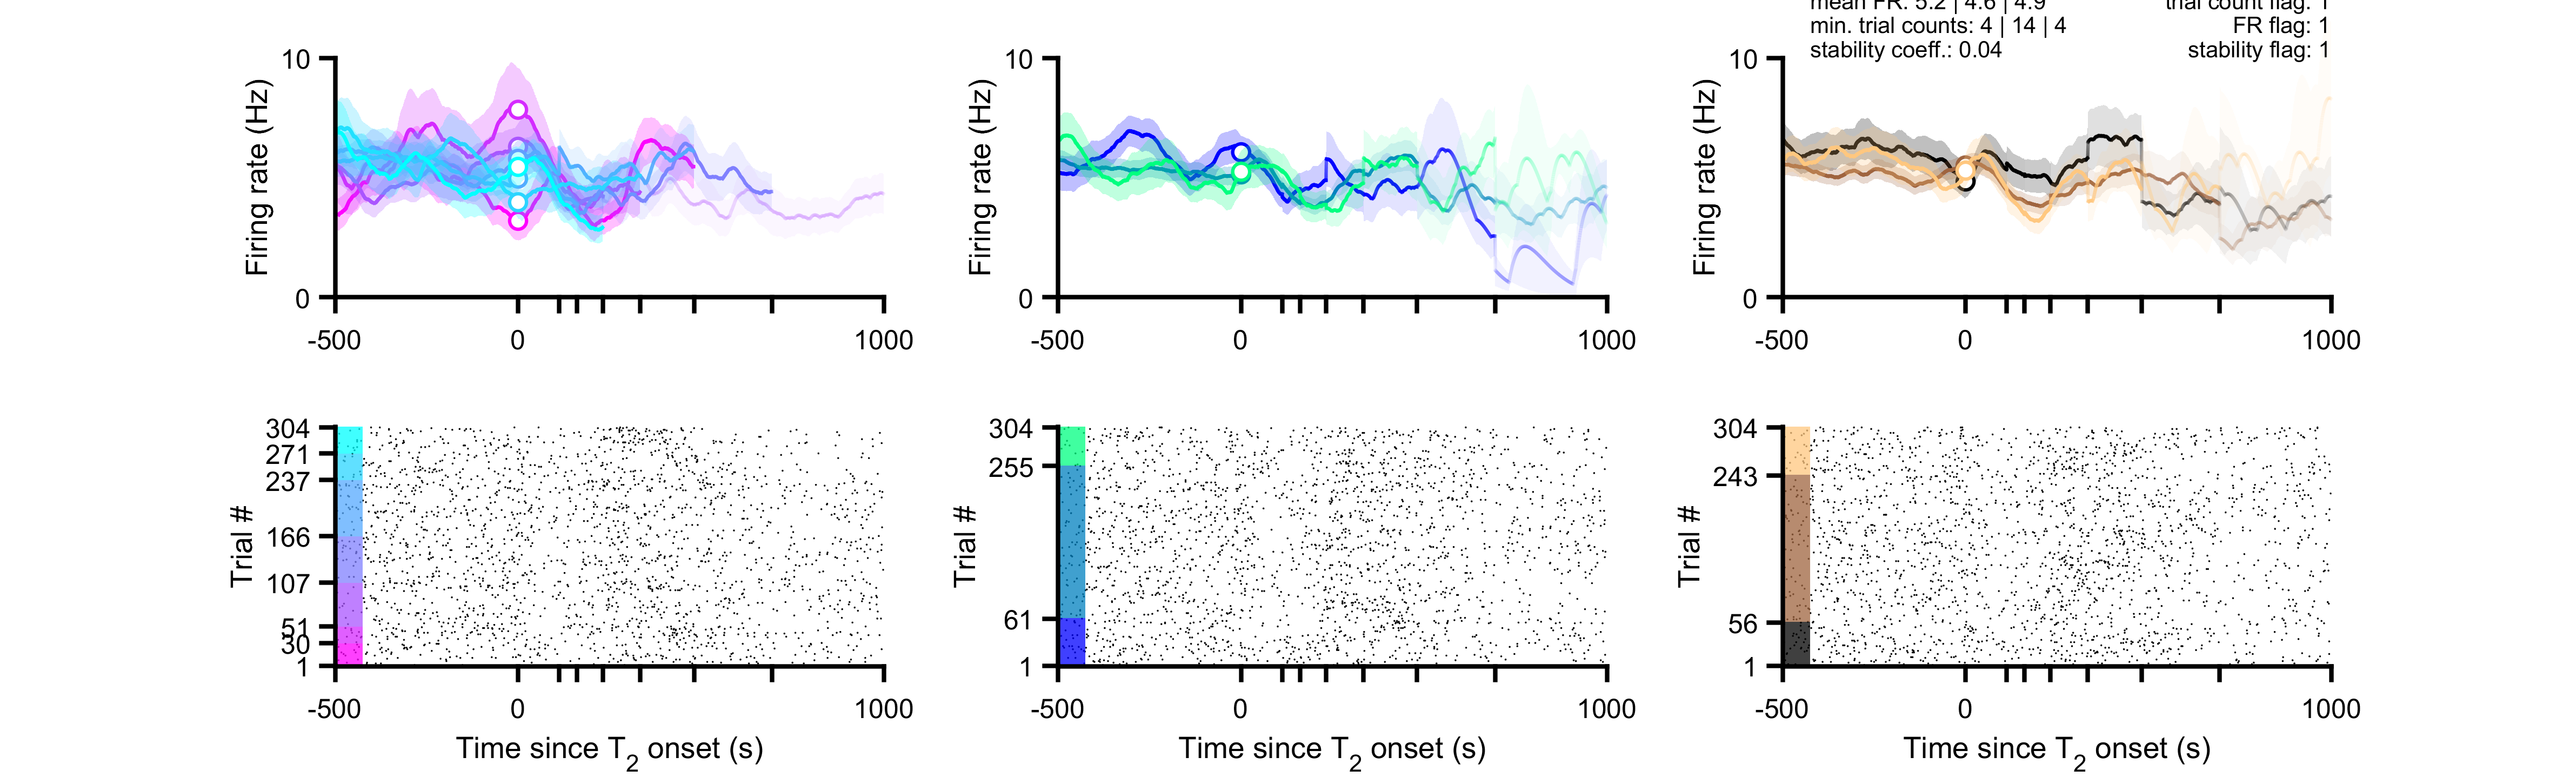 mean FR: 5.2 | 4.6 | 4.9 trial count flag: 1
min. trial counts: 4 | 14 | 4 FR flag: 1
stability coeff.: 0.04 stability flag: 1
10 10 10
Firing rate (Hz) Firing rate (Hz) Firing rate (Hz)
0 0 0
-500 0 1000 -500 0 1000 -500 0 1000
304 304 304
271 255 243
237
166
107
51 61 56
30
1 1 1
Trial # Trial # Trial #
-500 0 1000 -500 0 1000 -500 0 1000
Time since T2 onset (s) Time since T2 onset (s) Time since T2 onset (s)